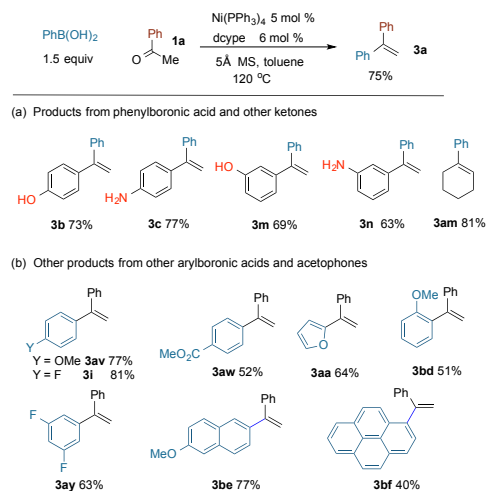 PhB(OH)2
1.5 equiv
Ph
O
Me
1a
Ni(PPh3)4 5 mol %
dcype 6 mol %
5Å MS, toluene
120 °C
Ph
Ph
3a
75%
(a) Products from phenylboronic acid and other ketones
Ph
HO
3b 73%
Ph
H2N
3c 77%
HO
Ph
3m 69%
H2N
Ph
3n 63%
Ph
3am 81%
(b) Other products from other arylboronic acids and acetophones
Ph
Y
Y = OMe 3av 77%
Y = F 3i 81%
Ph
MeO2C
3aw 52%
Ph
O
3aa 64%
OMe
Ph
3bd 51%
F
Ph
F
3ay 63%
Ph
MeO
3be 77%
Ph
3bf 40%